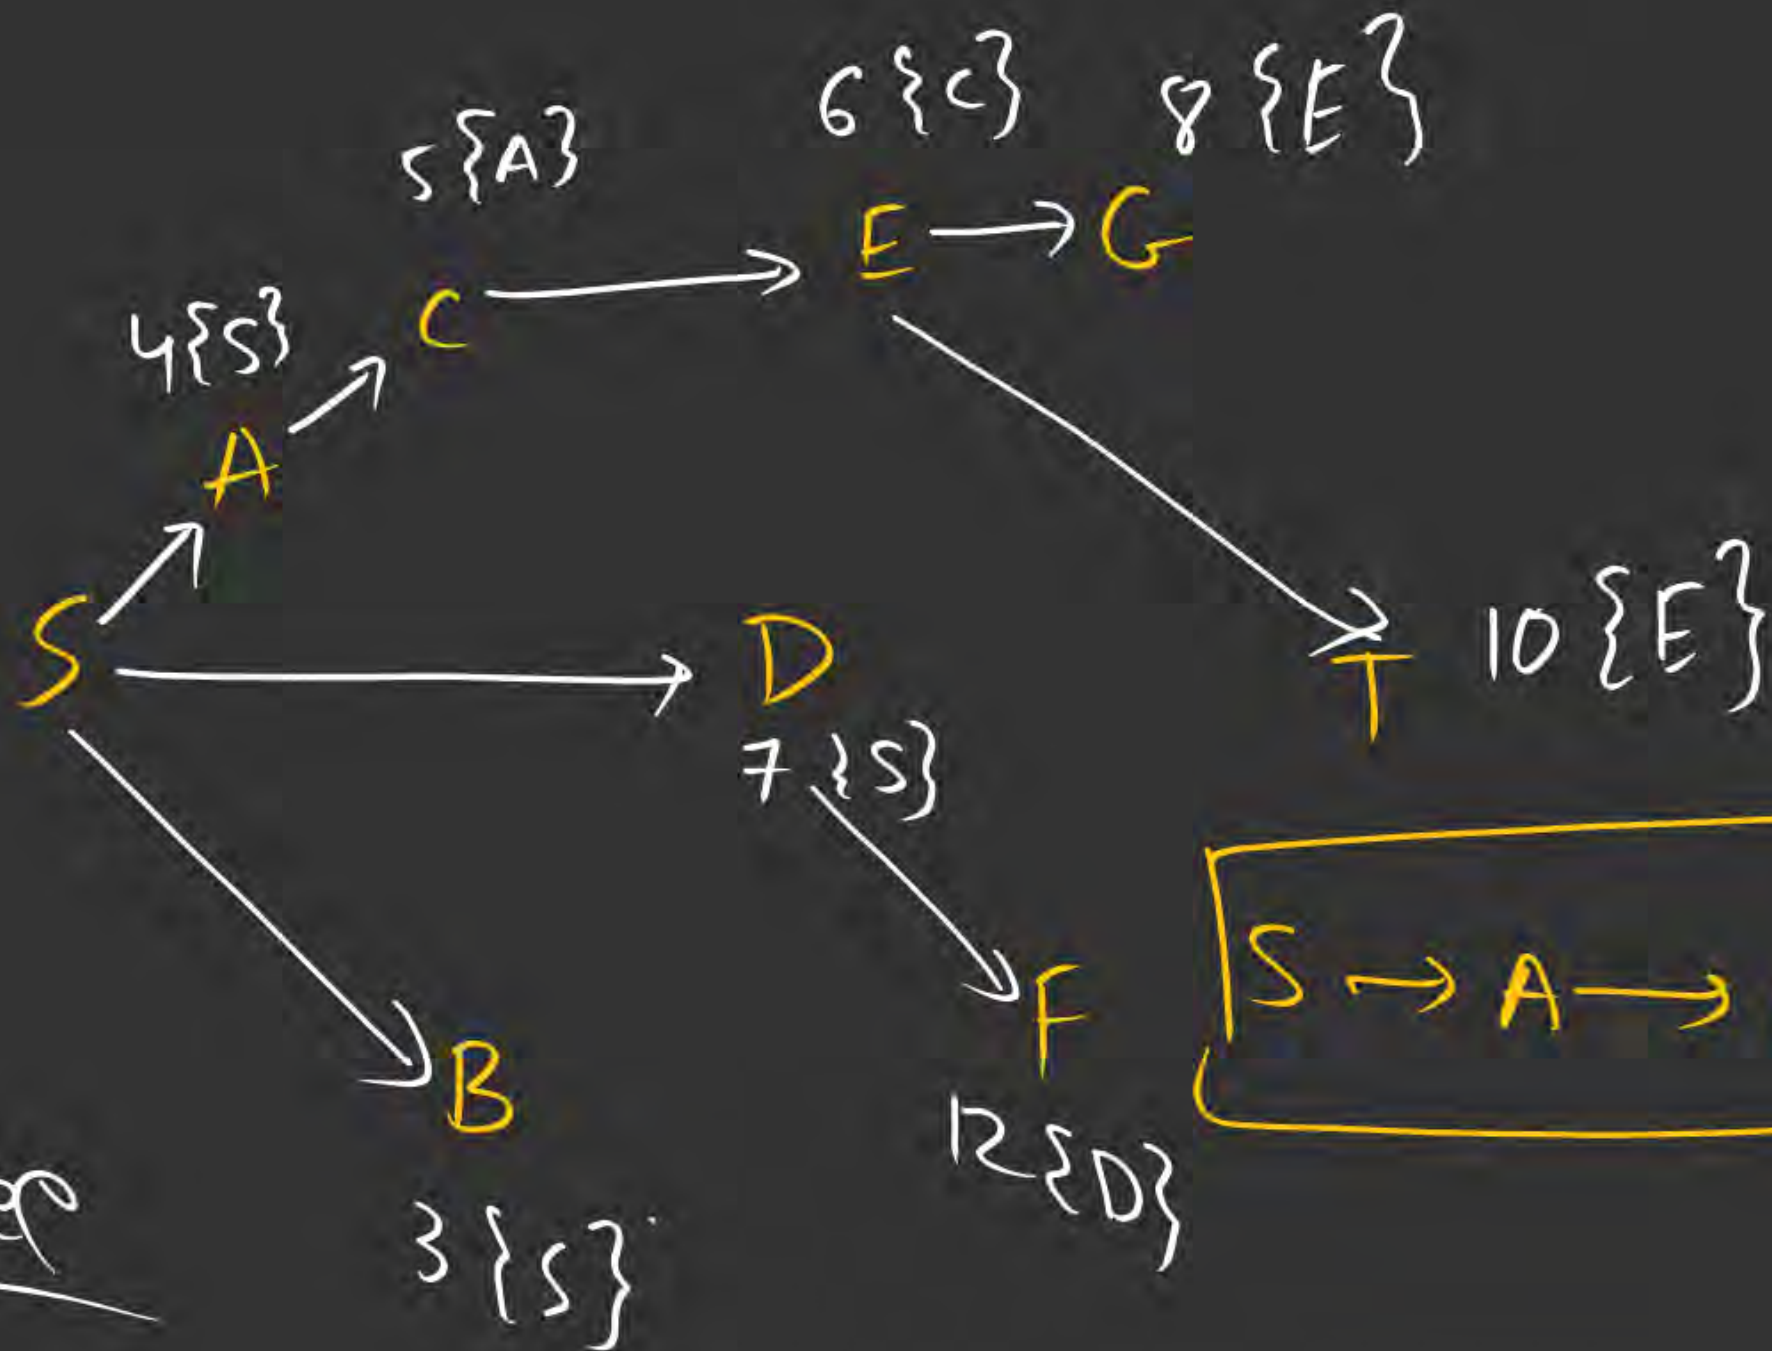 6 {C} 8 {E}
5 {A}
E → G
4 {S} C
A
S D T 10 {E}
7 {S}
S → A →
F
B
12 {D}
3 {S}